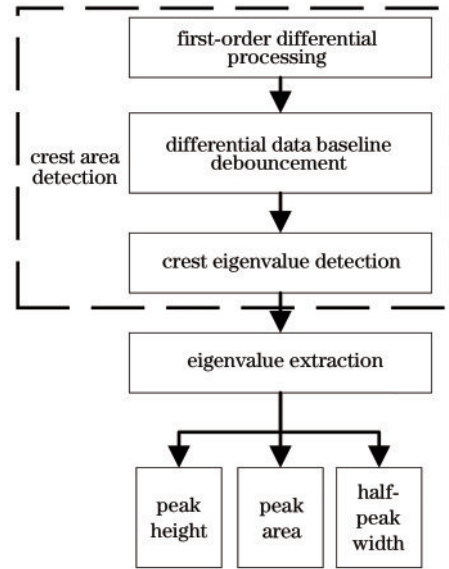 first-order differential
processing
crest area
detection
differential data baseline
debouncement
crest eigenvalue detection
eigenvalue extraction
peak
height
peak
area
half-
peak
width